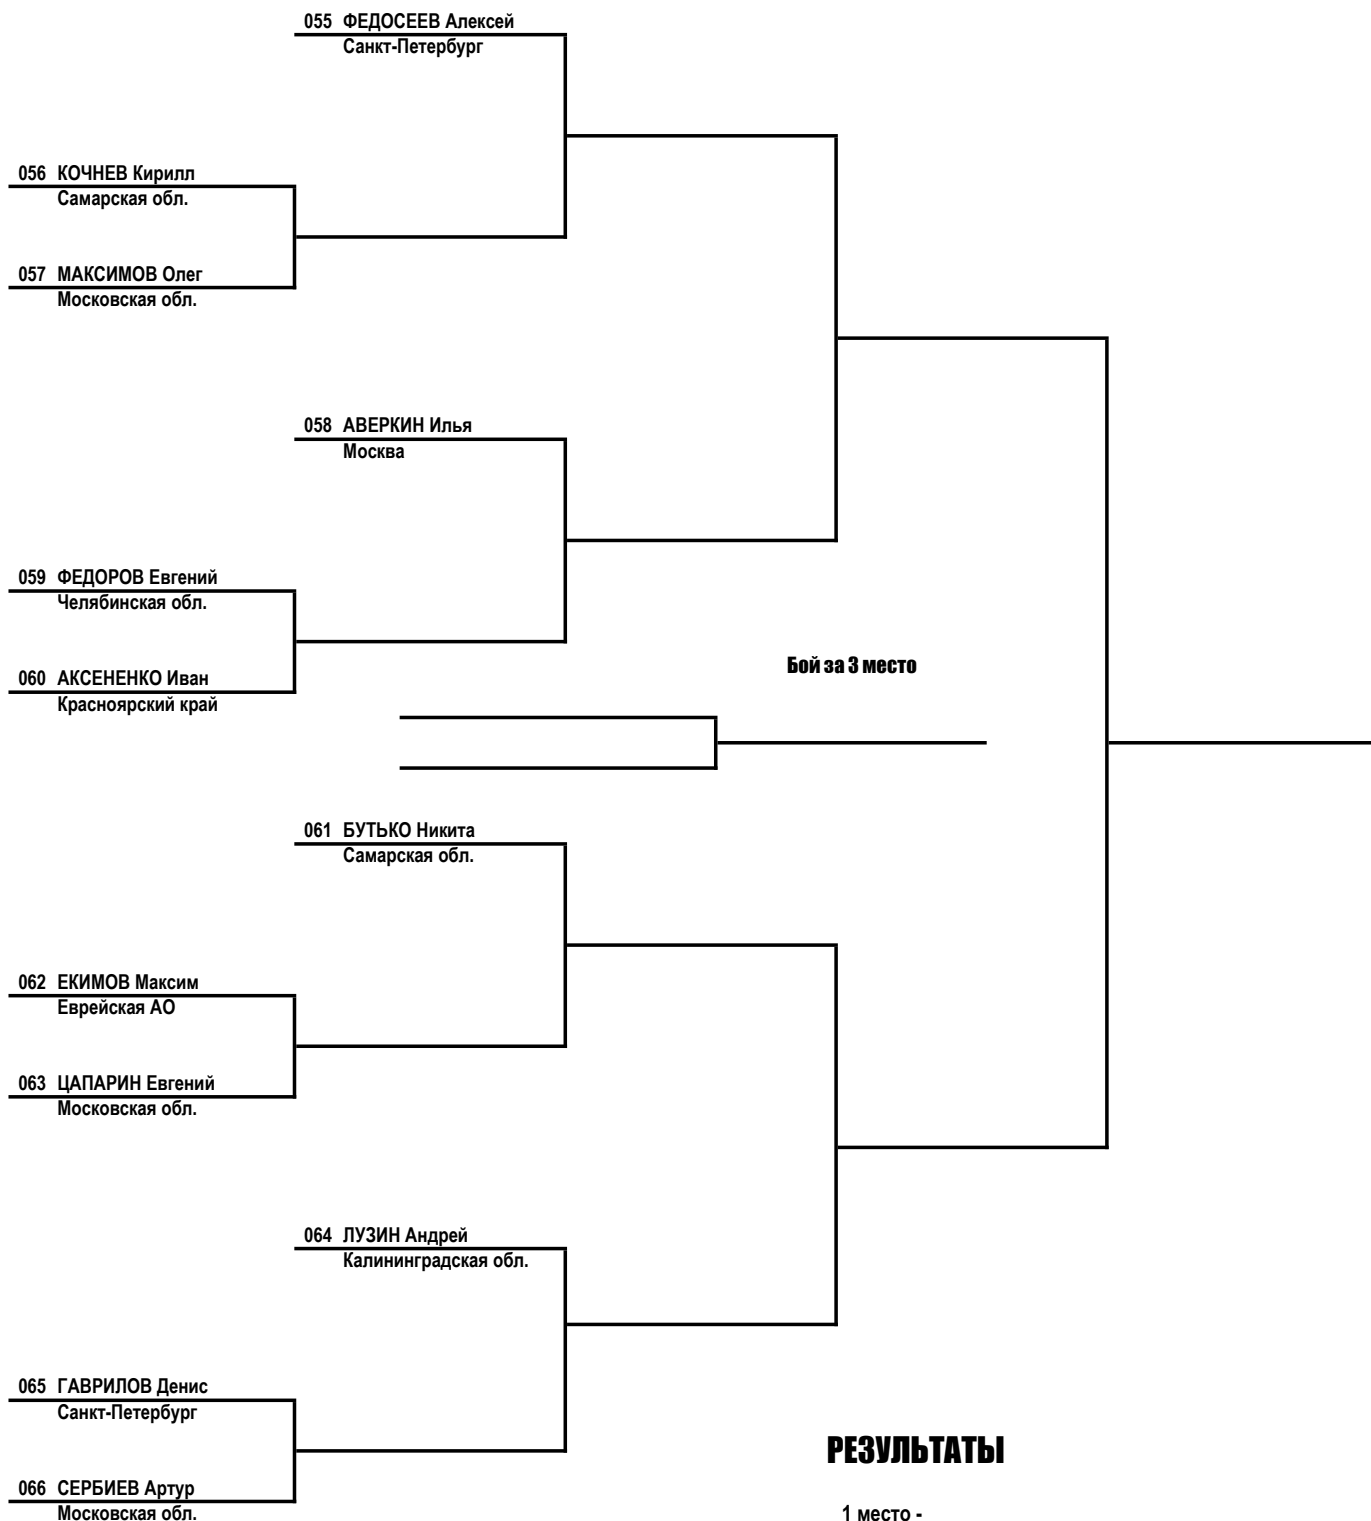 055 ФЕДОСЕЕВ Алексей
Санкт-Петербург
056 КОЧНЕВ Кирилл
Самарская обл.
057 МАКСИМОВ Олег
Московская обл.
058 АВЕРКИН Илья
Москва
059 ФЕДОРОВ Евгений
Челябинская обл.
Бой за 3 место
060 АКСЕНЕНКО Иван
Красноярский край
061 БУТЬКО Никита
Самарская обл.
062 ЕКИМОВ Максим
Еврейская АО
063 ЦАПАРИН Евгений
Московская обл.
064 ЛУЗИН Андрей
Калининградская обл.
065 ГАВРИЛОВ Денис
Санкт-Петербург
РЕЗУЛЬТАТЫ
066 СЕРБИЕВ Артур
Московская обл.
1 место -